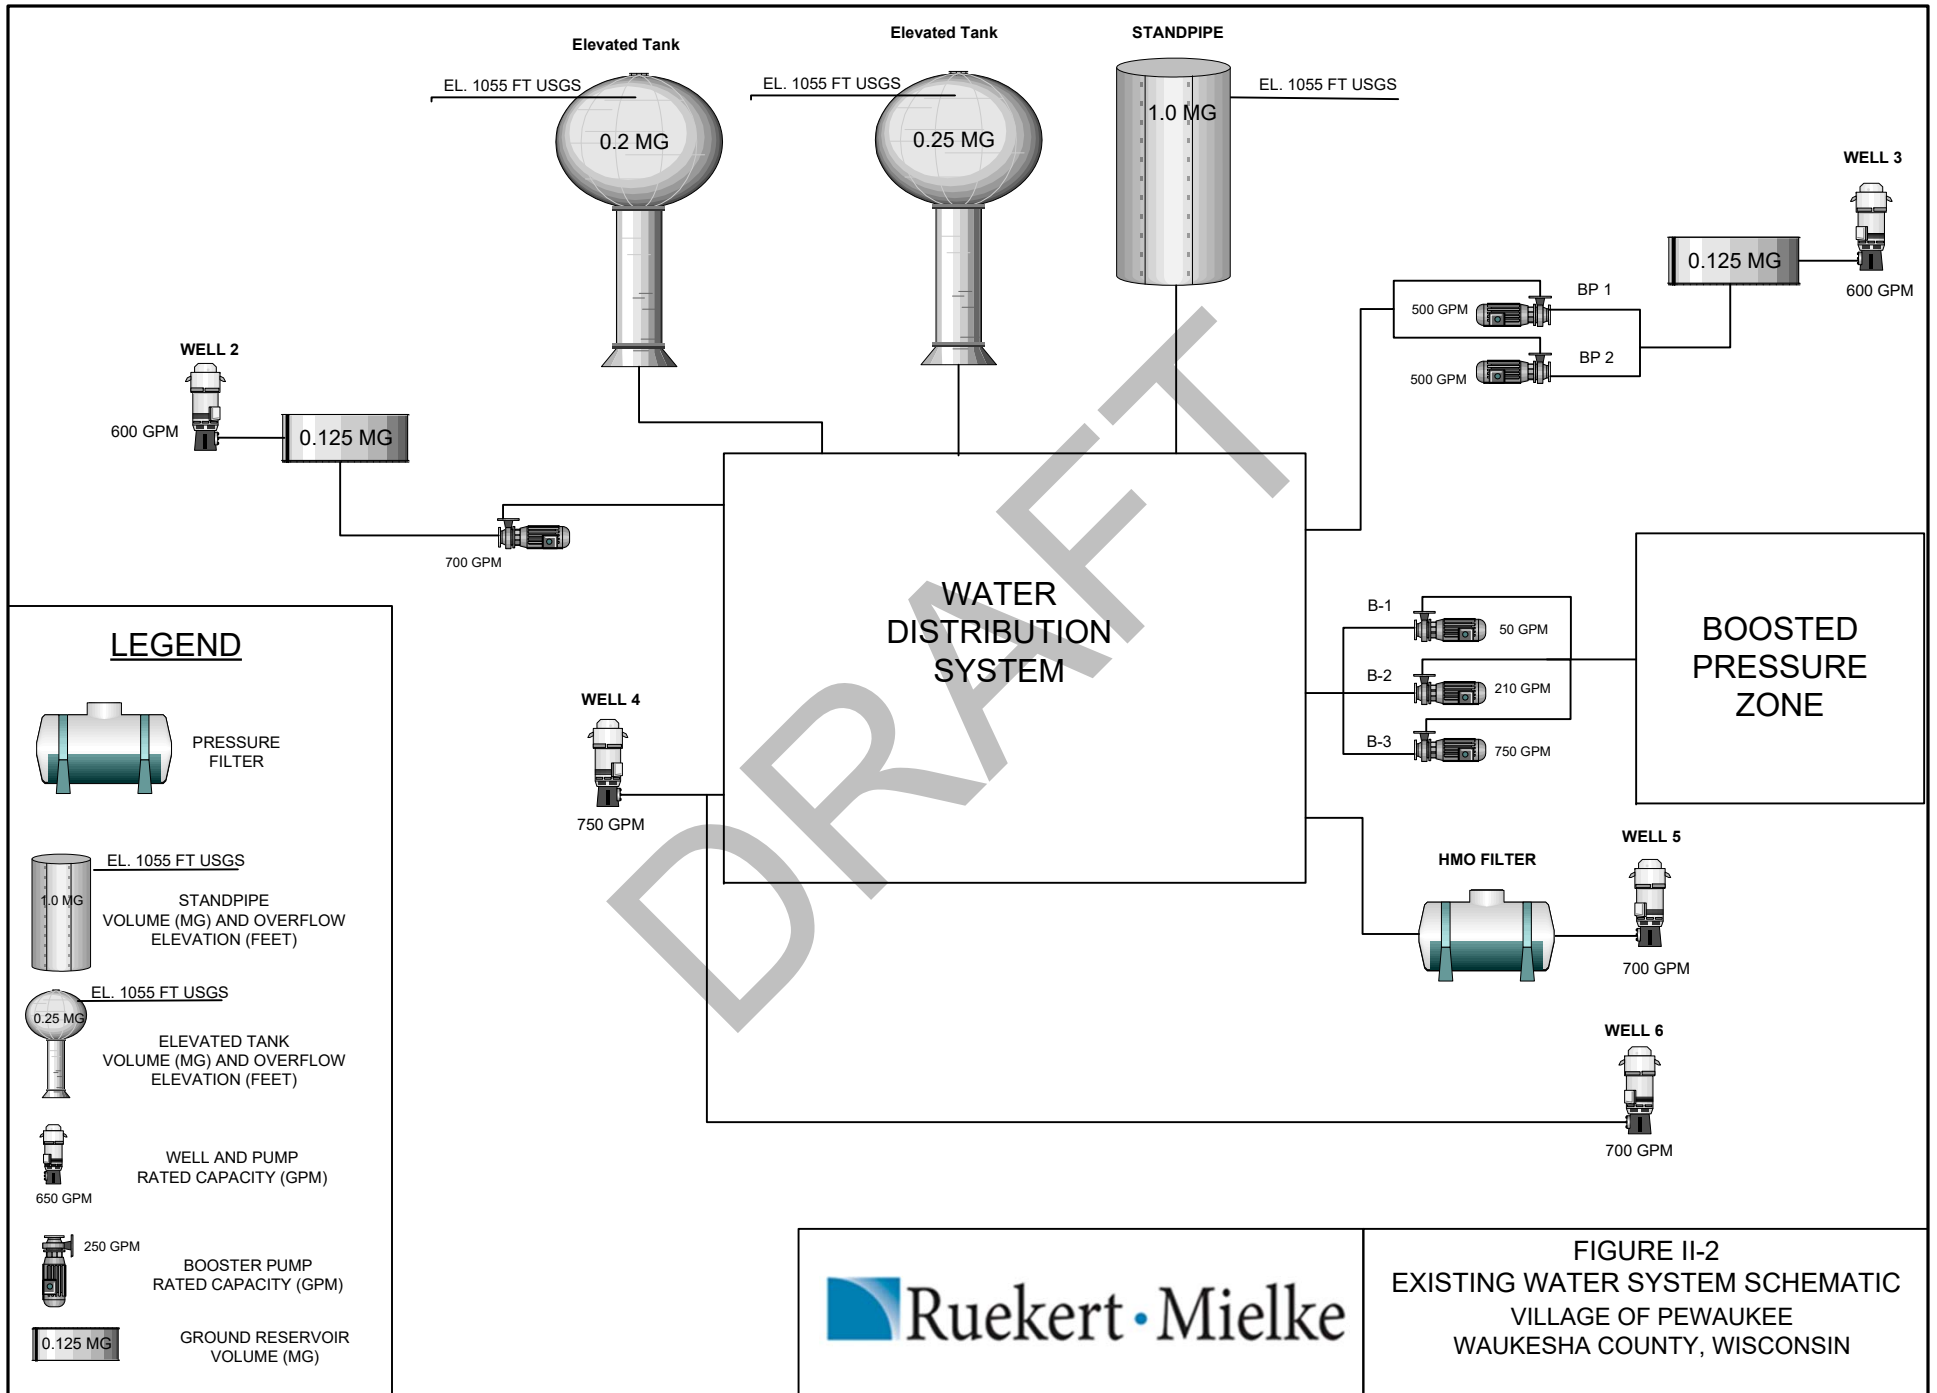 Elevated Tank
Elevated Tank
STANDPIPE
EL. 1055 FT USGS
EL. 1055 FT USGS
EL. 1055 FT USGS
0.2 MG
0.25 MG
1.0 MG
WELL 3
0.125 MG
600 GPM
BP 1
500 GPM
BP 2
500 GPM
WELL 2
600 GPM
0.125 MG
700 GPM
WATER
DISTRIBUTION
SYSTEM
DRAFT
B-1
50 GPM
B-2
210 GPM
B-3
750 GPM
BOOSTED
PRESSURE
ZONE
WELL 4
750 GPM
HMO FILTER
WELL 5
700 GPM
WELL 6
700 GPM
LEGEND
PRESSURE
FILTER
EL. 1055 FT USGS
1.0 MG
STANDPIPE
VOLUME (MG) AND OVERFLOW
ELEVATION (FEET)
EL. 1055 FT USGS
0.25 MG
ELEVATED TANK
VOLUME (MG) AND OVERFLOW
ELEVATION (FEET)
WELL AND PUMP
RATED CAPACITY (GPM)
650 GPM
250 GPM
BOOSTER PUMP
RATED CAPACITY (GPM)
0.125 MG
GROUND RESERVOIR
VOLUME (MG)
Ruekert · Mielke
FIGURE II-2
EXISTING WATER SYSTEM SCHEMATIC
VILLAGE OF PEWAUKEE
WAUKESHA COUNTY, WISCONSIN